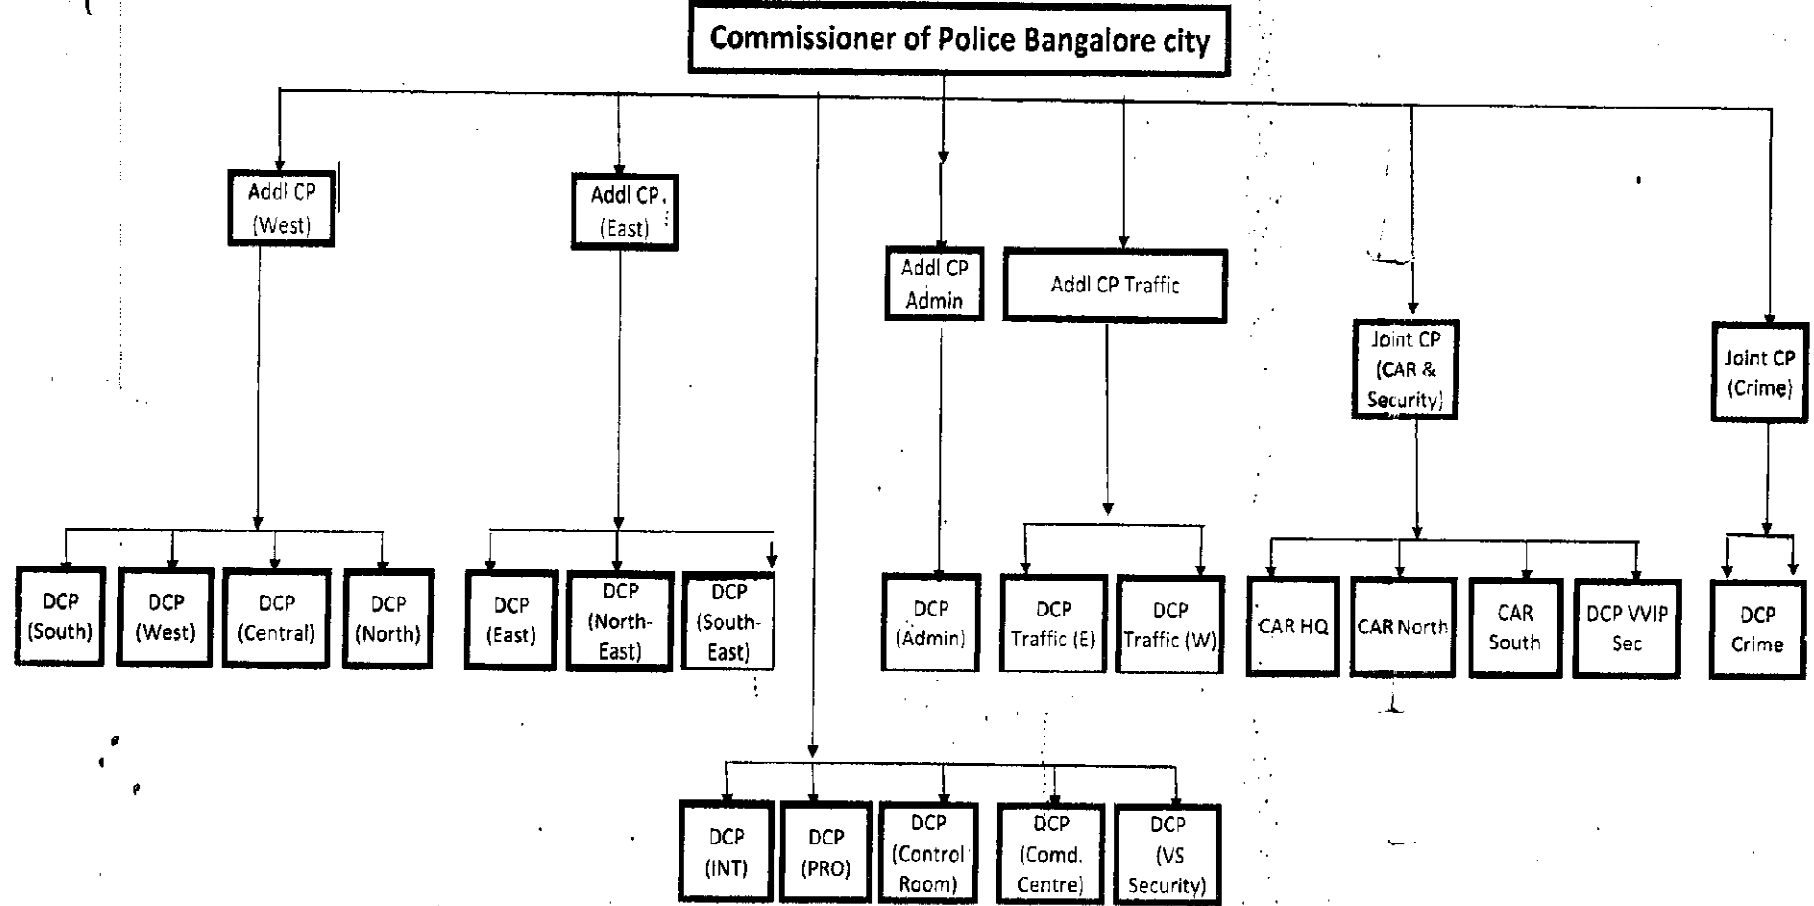 Commissioner of Police Bangalore city
Addl CP
(West)
Addl CP
(East)
Addl CP
Admin
Addl CP Traffic
Joint CP
(CAR &
Security)
Joint CP
(Crime)
DCP
(South)
DCP
(West)
DCP
(Central)
DCP
(North)
DCP
(East)
DCP
(North-
East)
DCP
(South-
East)
DCP
(Admin)
DCP
Traffic (E)
DCP
Traffic (W)
CAR HQ
CAR North
CAR
South
DCP VVIP
Sec
DCP
Crime
DCP
(INT)
DCP
(PRO)
DCP
(Control
Room)
DCP
(Comd.
Centre)
DCP
(VS
Security)